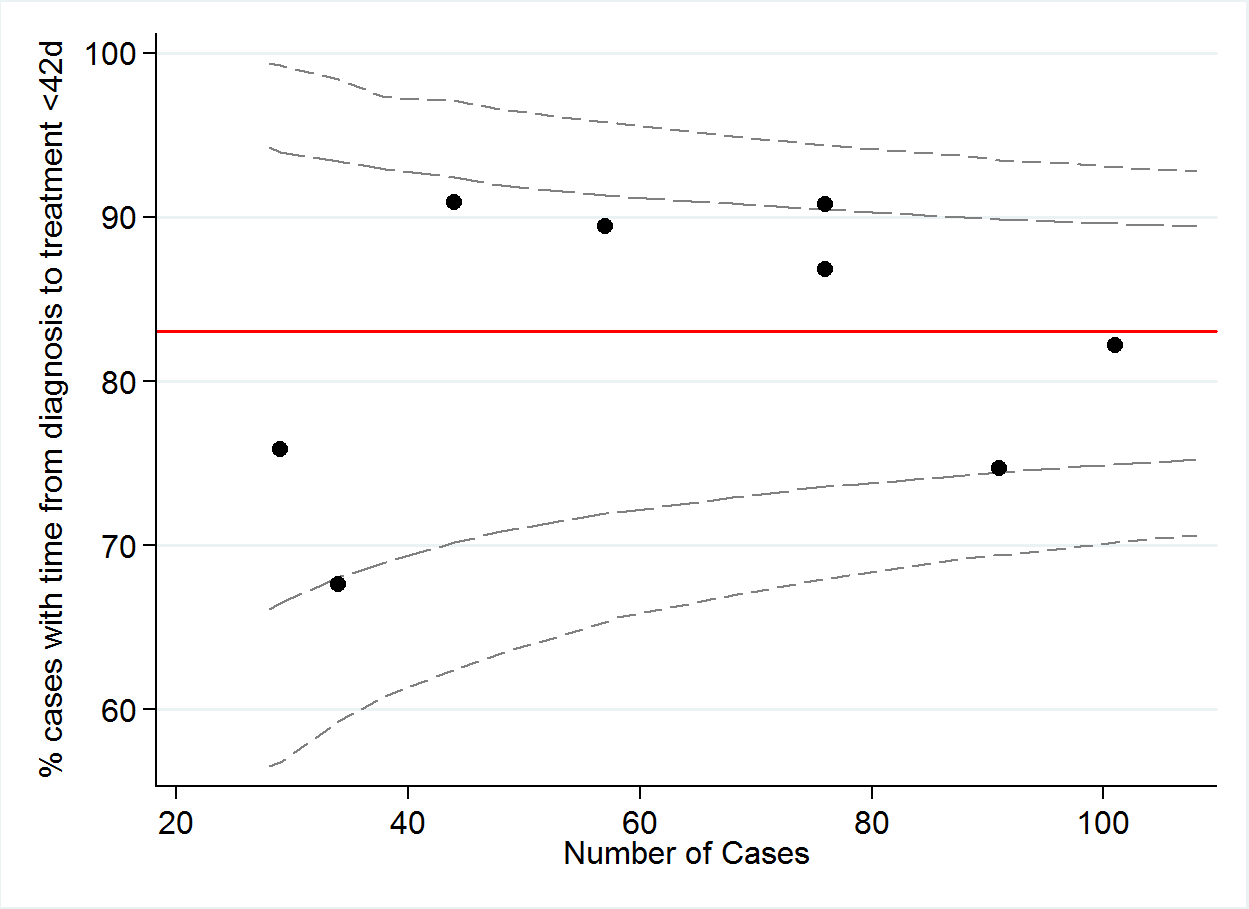 % cases with time from diagnosis to treatment <42d
100
90
80
70
60
20 40 60 80 100
Number of Cases